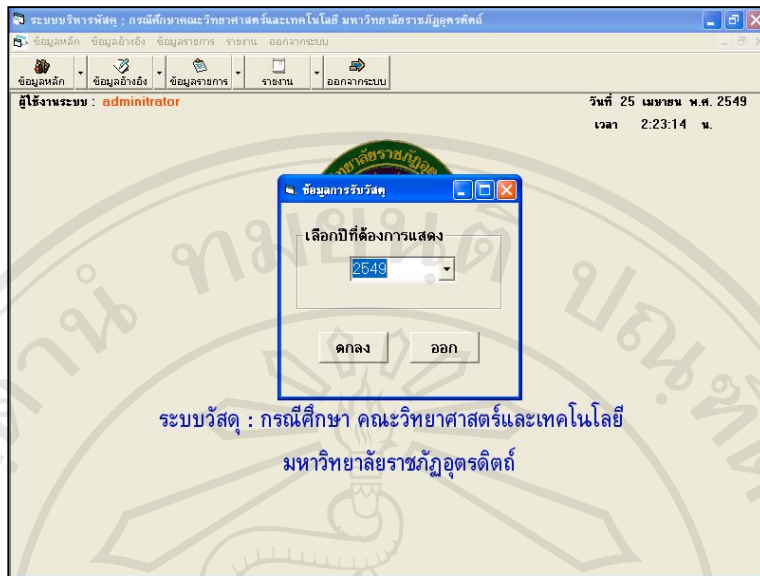 ระบบบริหารพัสดุ : กรณีศึกษาคณะวิทยาศาสตร์และเทคโนโลยี มหาวิทยาลัยราชภัฏอุตรดิตถ์
ข้อมูลหลัก ข้อมูลอ้างอิง ข้อมูลรายการ รายงาน ออกจากระบบ
ข้อมูลหลัก ข้อมูลอ้างอิง ข้อมูลรายการ รายงาน ออกจากระบบ
ผู้ใช้งานระบบ : adminitrator
วันที่ 25 เมษายน พ.ศ. 2549
เวลา 2:23:14 น.
ข้อมูลการรับวัสดุ
เลือกปีที่ต้องการแสดง
2549
ตกลง ออก
ระบบวัสดุ : กรณีศึกษา คณะวิทยาศาสตร์และเทคโนโลยี
มหาวิทยาลัยราชภัฏอุตรดิตถ์